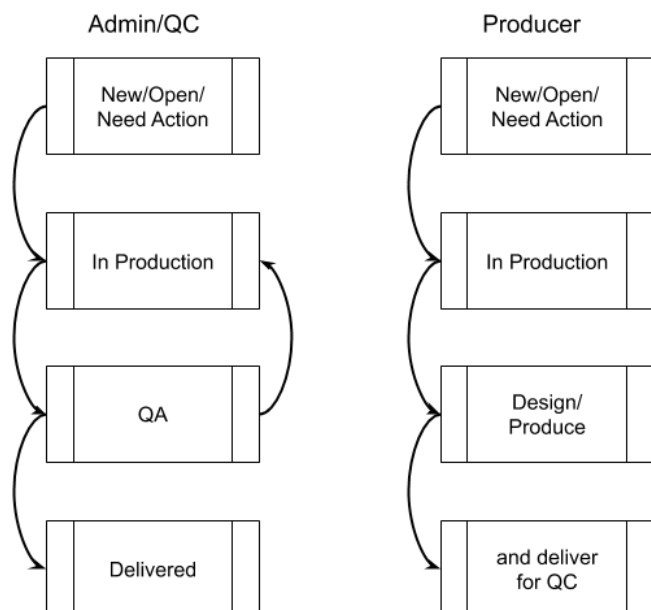 Admin/QC
New/Open/
Need Action
In Production
QA
Delivered
Producer
New/Open/
Need Action
In Production
Design/
Produce
and deliver
for QC